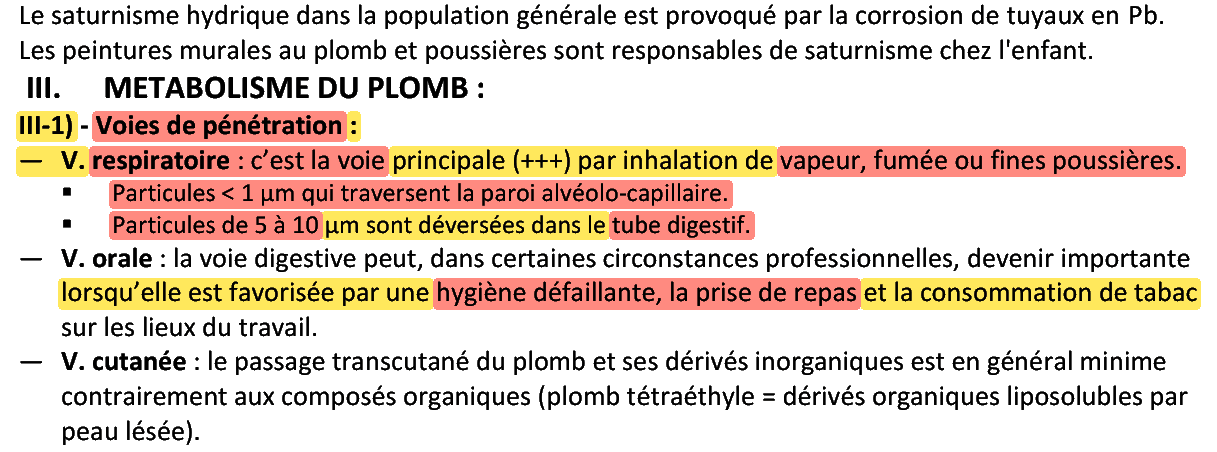 Le saturnisme hydrique dans la population générale est provoqué par la corrosion de tuyaux en Pb.
Les peintures murales au plomb et poussières sont responsables de saturnisme chez l'enfant.
III. METABOLISME DU PLOMB :
III-1) - Voies de pénétration :
— V. respiratoire : c’est la voie principale (+++) par inhalation de vapeur, fumée ou fines poussières.
▪ Particules < 1 µm qui traversent la paroi alvéolo-capillaire.
▪ Particules de 5 à 10 µm sont déversées dans le tube digestif.
— V. orale : la voie digestive peut, dans certaines circonstances professionnelles, devenir importante
lorsqu’elle est favorisée par une hygiène défaillante, la prise de repas et la consommation de tabac
sur les lieux du travail.
— V. cutanée : le passage transcutané du plomb et ses dérivés inorganiques est en général minime
contrairement aux composés organiques (plomb tétraéthyle = dérivés organiques liposolubles par
peau lésée).